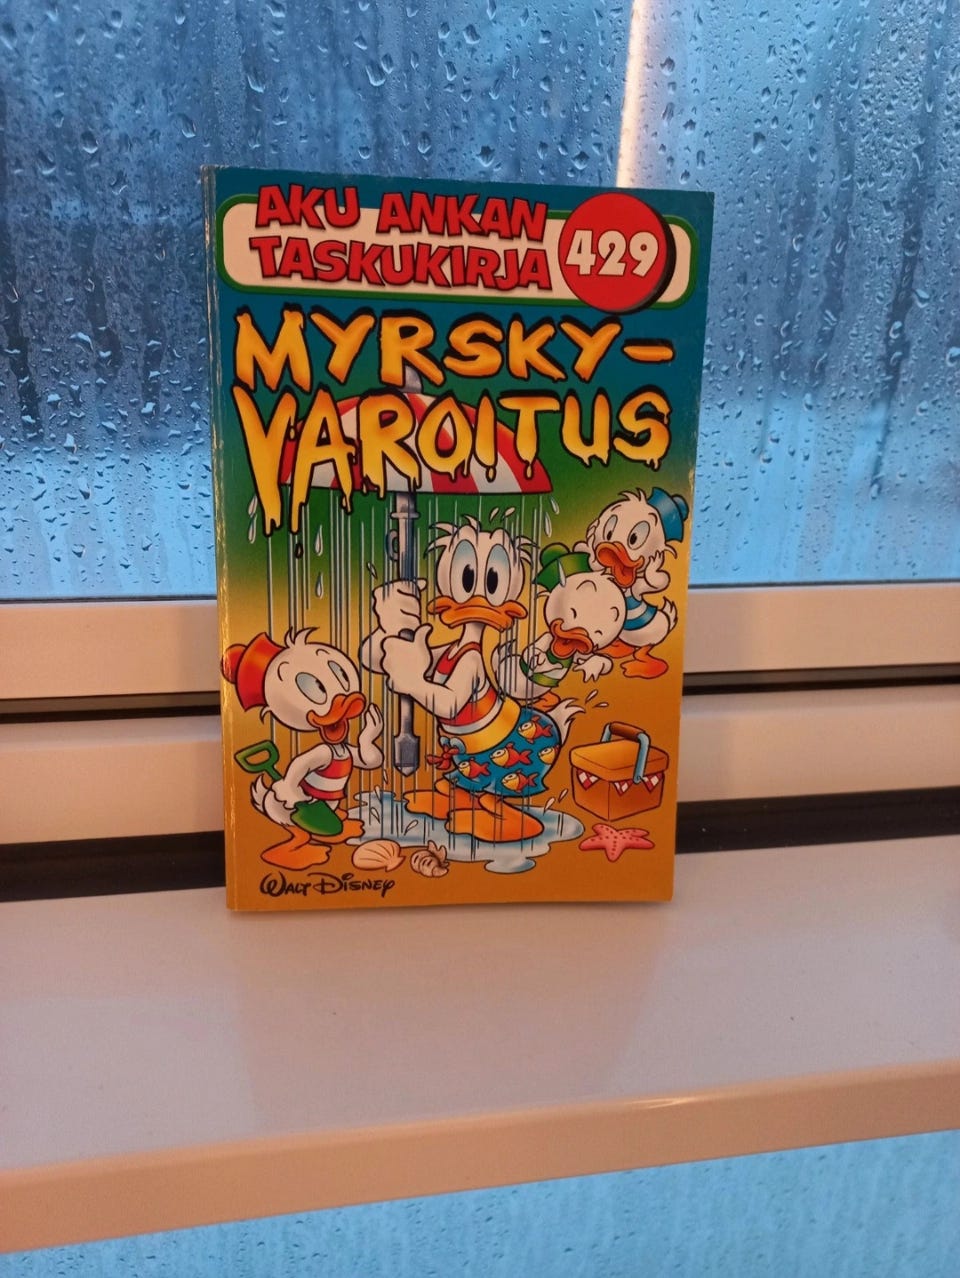 AKU ANKAN
TASKUKIRJA
429
MYRSKY-
VAROITUS
WALT DISNEY